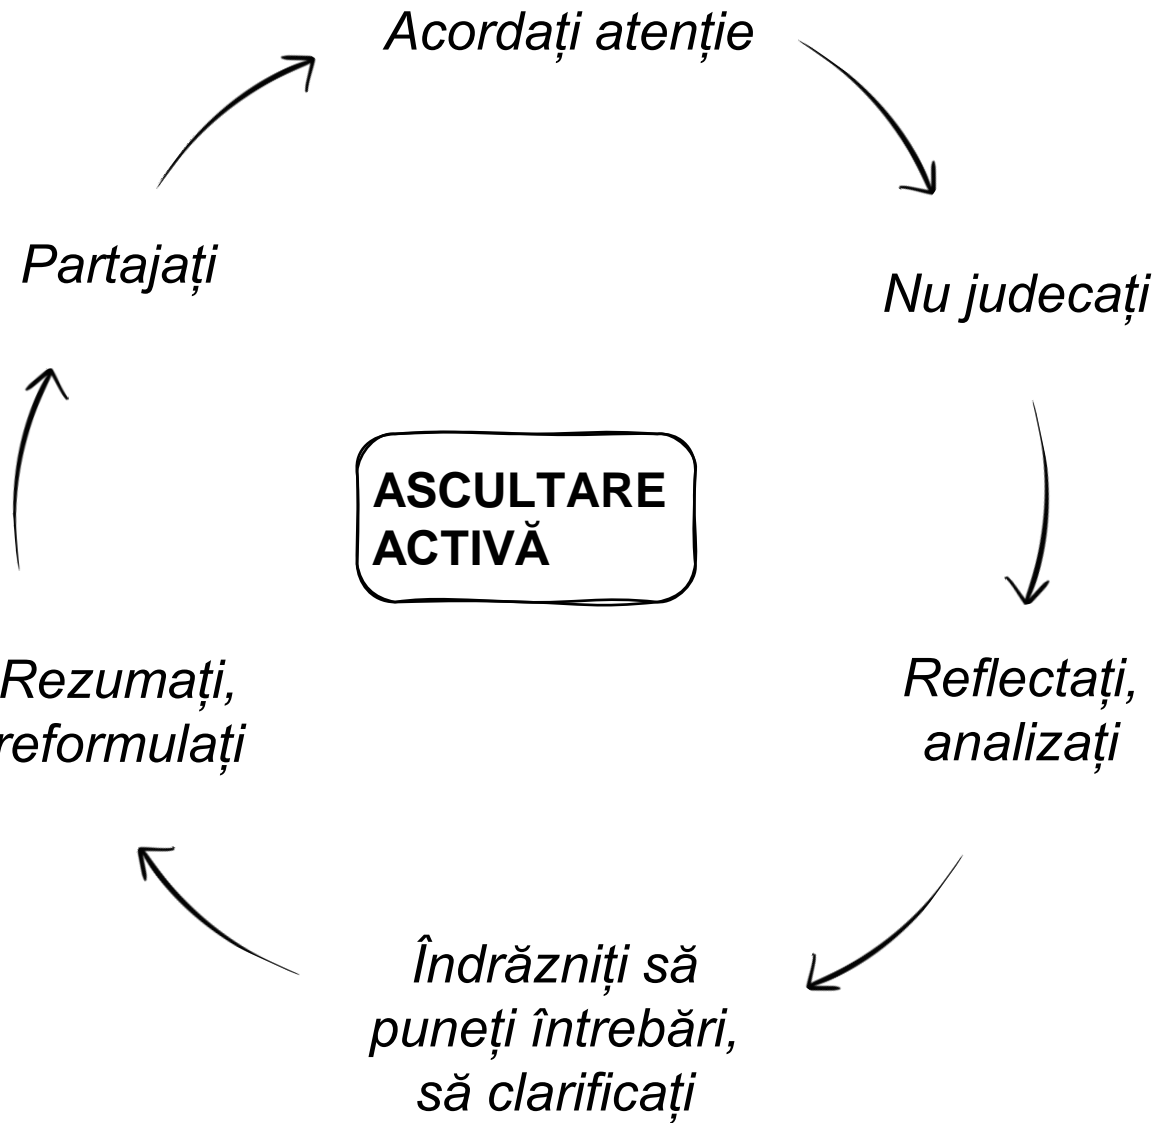 Acordați atenție
Nu judecați
Reflectați,
analizați
Îndrăzniți să
puneți întrebări,
să clarificați
Rezumați,
reformulați
Partajați
ASCULTARE
ACTIVĂ